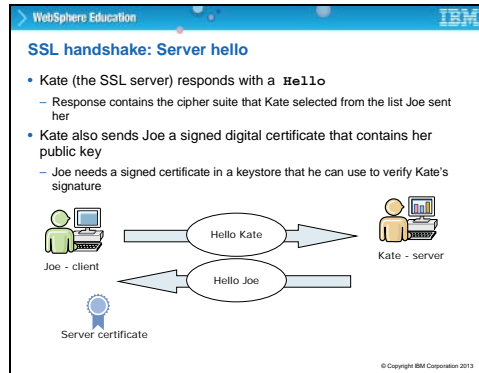 WebSphere Education
IBM
SSL handshake: Server hello
• Kate (the SSL server) responds with a Hello
– Response contains the cipher suite that Kate selected from the list Joe sent
her
• Kate also sends Joe a signed digital certificate that contains her
public key
– Joe needs a signed certificate in a keystore that he can use to verify Kate's
signature
Hello Kate
Joe - client
Kate - server
Hello Joe
Server certificate
© Copyright IBM Corporation 2013